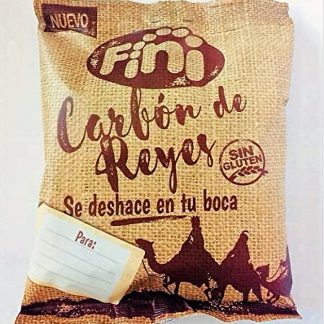 NUEVO
Fini
Carbón de
Reyes
SIN
GLUTEN
Se deshace en tu boca
Para: